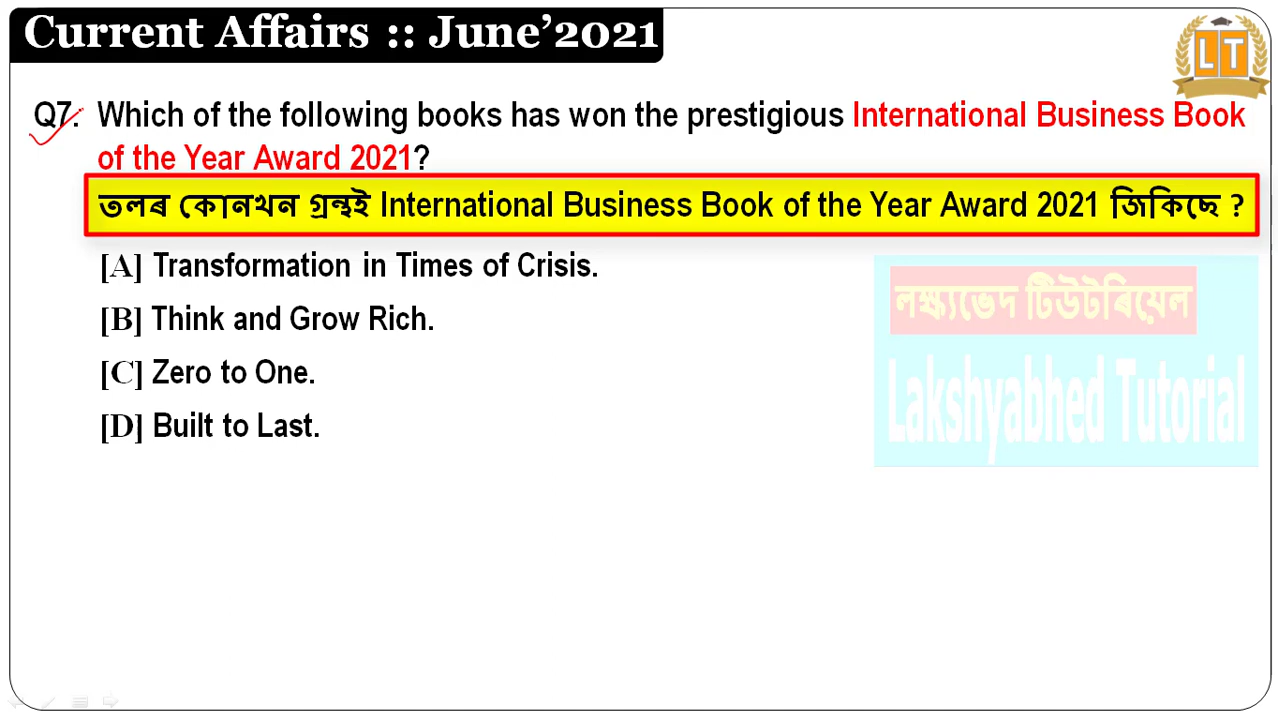 Current Affairs :: June’2021
LT
Q7. Which of the following books has won the prestigious International Business Book
of the Year Award 2021?
তলৰ কোনখন গ্ৰন্থই International Business Book of the Year Award 2021 জিকিছে ?
[A] Transformation in Times of Crisis.
[B] Think and Grow Rich.
[C] Zero to One.
[D] Built to Last.
লক্ষ্যভেদ টিউটৰিয়েল
Lakshyabhed Tutorial